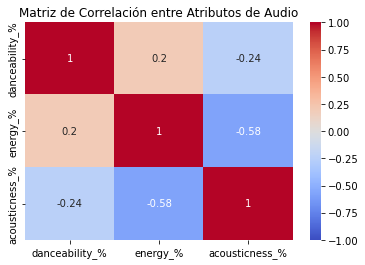 Matriz de Correlación entre Atributos de Audio
danceability_%
energy_%
acousticness_%
1 0.2 -0.24
0.2 1 -0.58
-0.24 -0.58 1
danceability_% energy_% acousticness_%
1.00
0.75
0.50
0.25
0.00
−0.25
−0.50
−0.75
−1.00